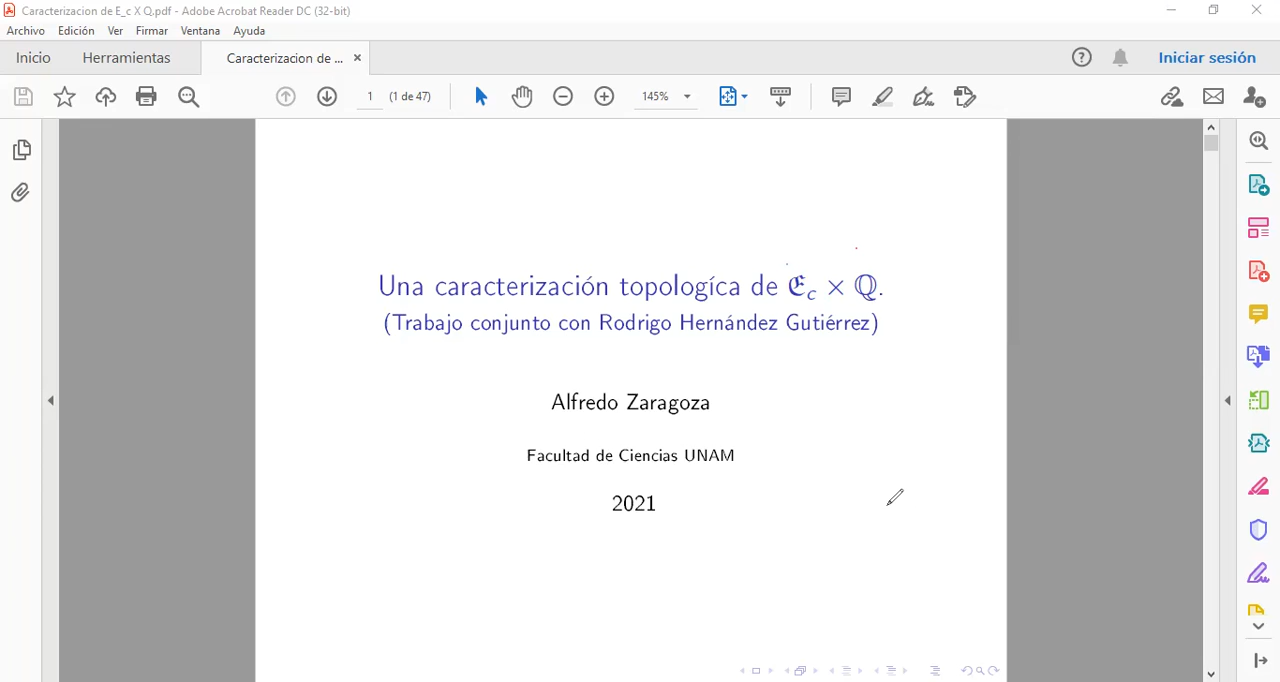 Caracterizacion de E_c X Q.pdf - Adobe Acrobat Reader DC (32-bit)
Archivo Edición Ver Firmar Ventana Ayuda
Inicio Herramientas Caracterizacion de ... × Iniciar sesión
1 (1 de 47) 145%
Una caracterización topologíca de 𝕰c × ℚ.
(Trabajo conjunto con Rodrigo Hernández Gutiérrez)
Alfredo Zaragoza
Facultad de Ciencias UNAM
2021